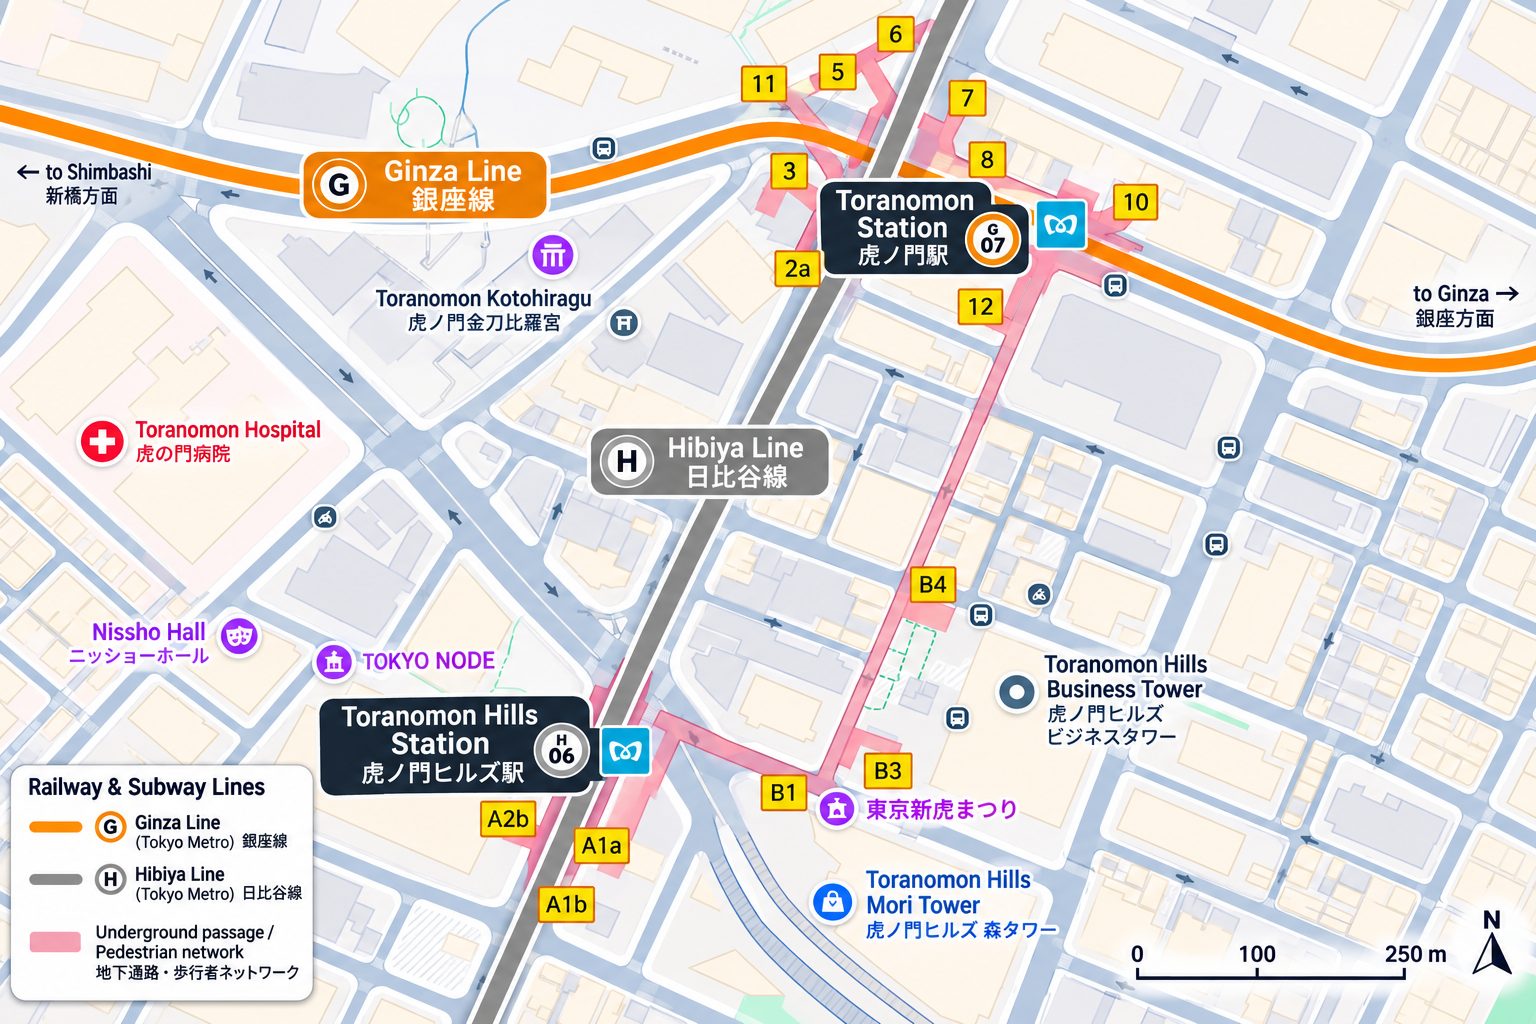 6
5
11
7
3
8
10
← to Shimbashi
新橋方面
G
Ginza Line
銀座線
Toranomon
Station
虎ノ門駅
G
07
2a
12
to Ginza →
銀座方面
Toranomon Kotohiragu
虎ノ門金刀比羅宮
Toranomon Hospital
虎の門病院
H
Hibiya Line
日比谷線
B4
Nissho Hall
ニッショーホール
TOKYO NODE
Toranomon Hills
Business Tower
虎ノ門ヒルズ
ビジネスタワー
Toranomon Hills
Station
虎ノ門ヒルズ駅
H
06
B3
B1
東京新虎まつり
A2b
A1a
A1b
Toranomon Hills
Mori Tower
虎ノ門ヒルズ 森タワー
Railway & Subway Lines
G
Ginza Line
(Tokyo Metro) 銀座線
H
Hibiya Line
(Tokyo Metro) 日比谷線
Underground passage /
Pedestrian network
地下通路・歩行者ネットワーク
0 100 250 m
N